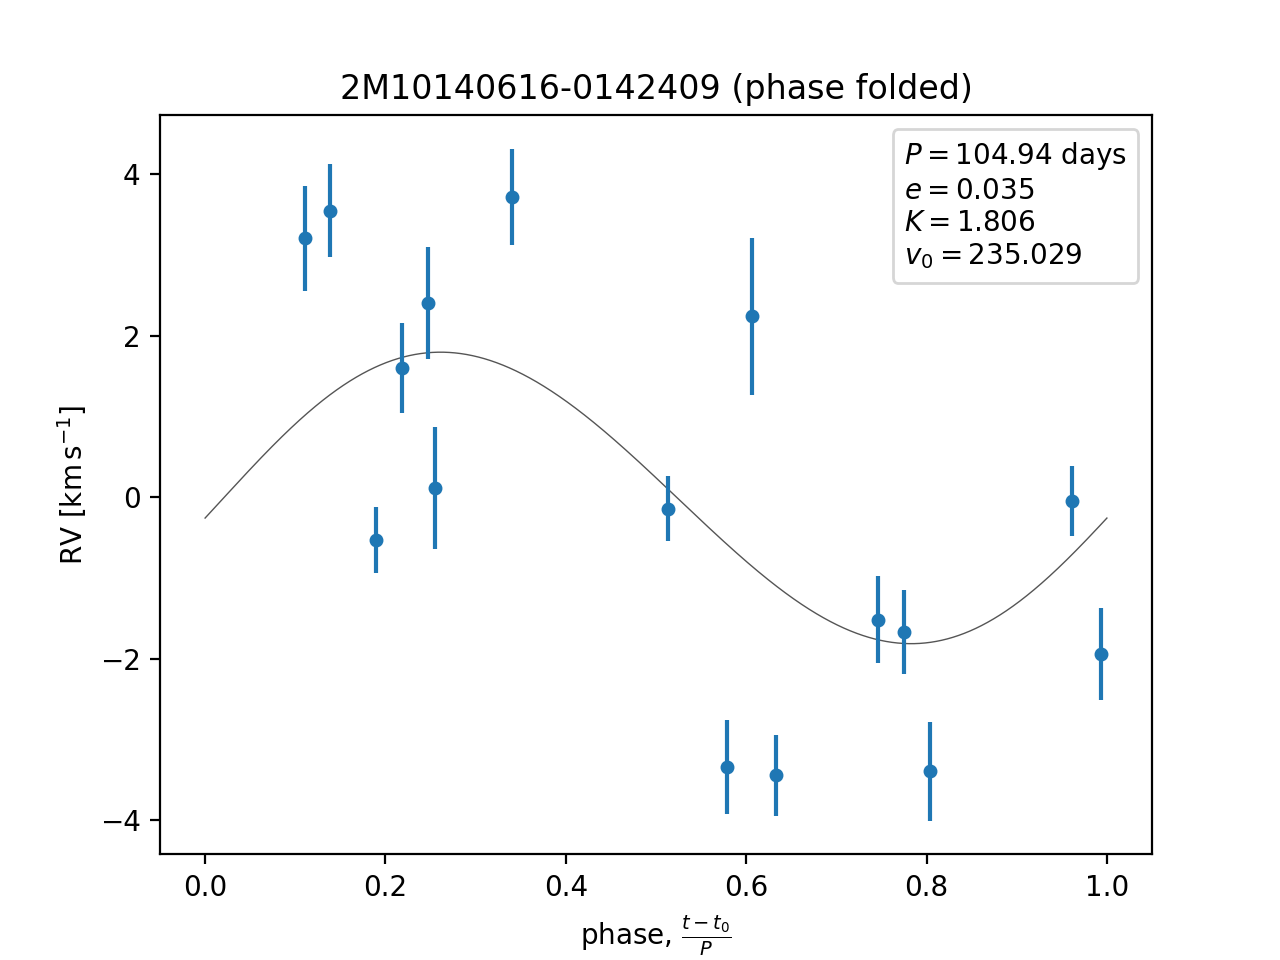 2M10140616-0142409 (phase folded)
P = 104.94 days
e = 0.035
K = 1.806
v₀ = 235.029
RV [km s⁻¹]
4
2
0
−2
−4
0.0 0.2 0.4 0.6 0.8 1.0
phase, (t − t₀)/P